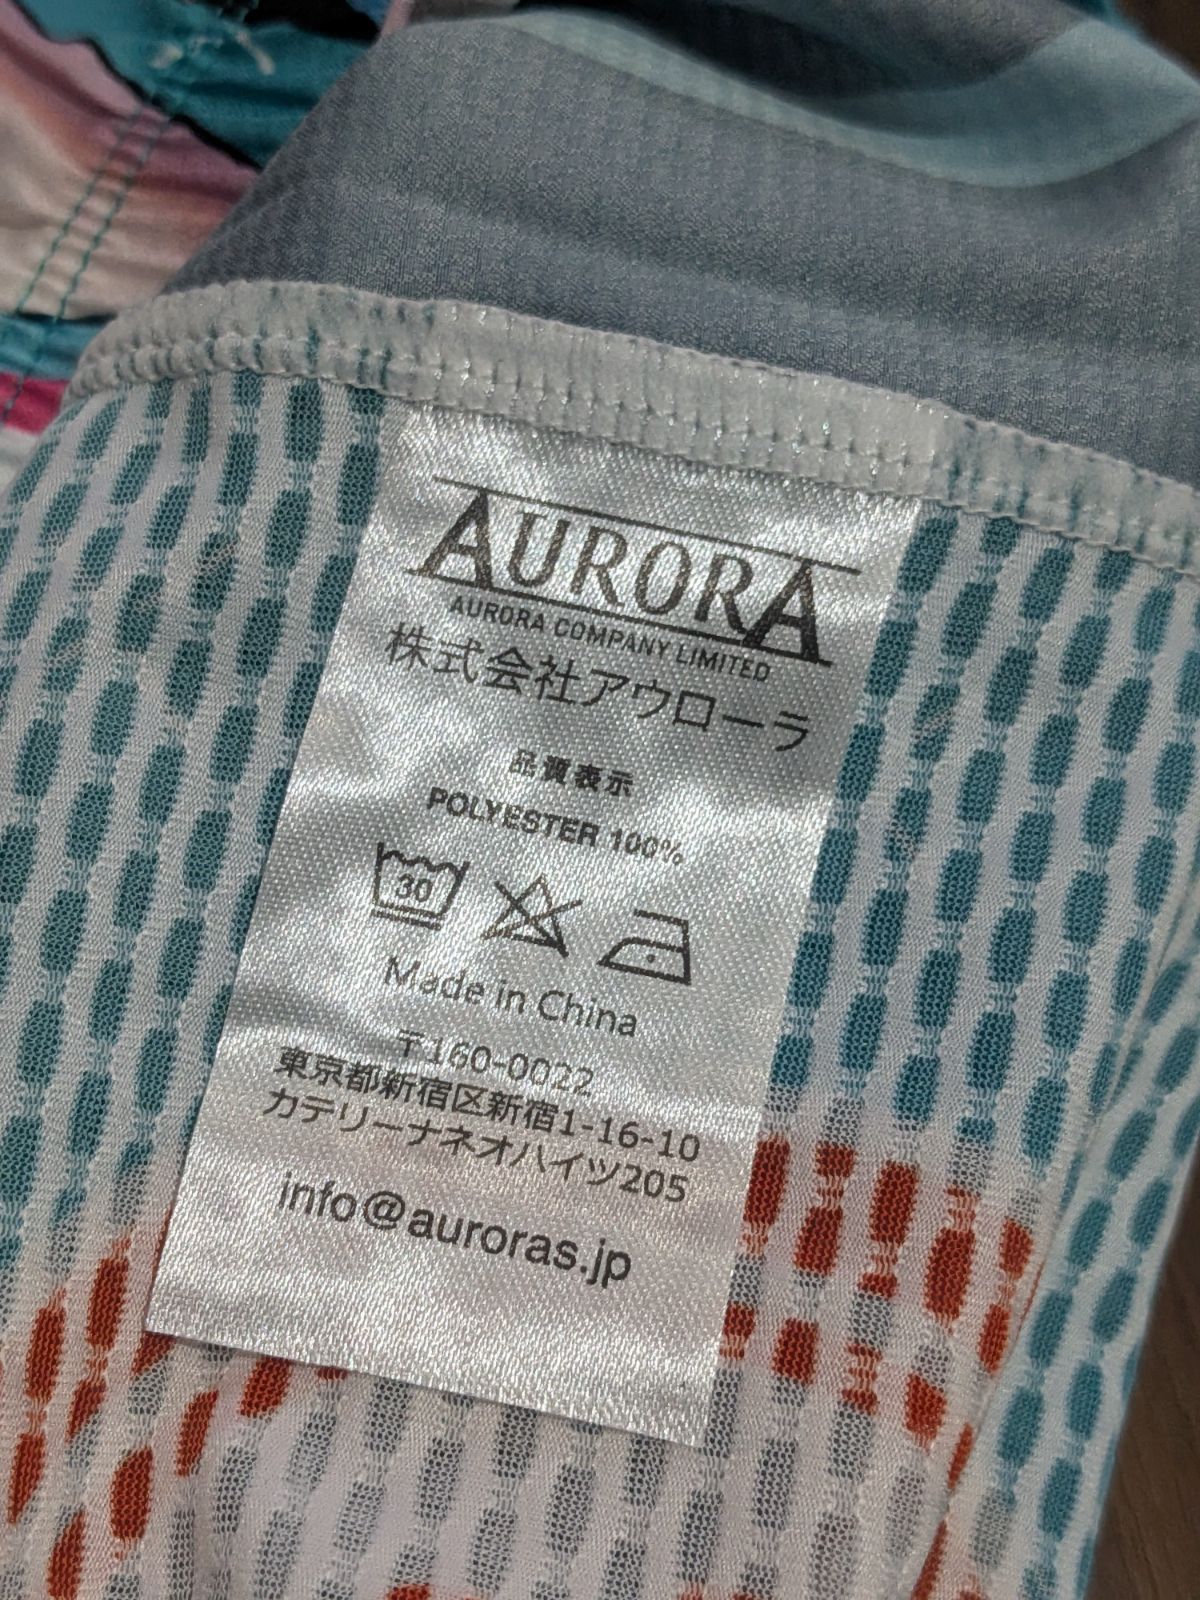 AURORA
AURORA COMPANY LIMITED
株式会社アウローラ
品質表示
POLYESTER 100%
30
Made in China
〒160-0022
東京都新宿区新宿1-16-10
カテリーナネオハイツ205
info@auroras.jp